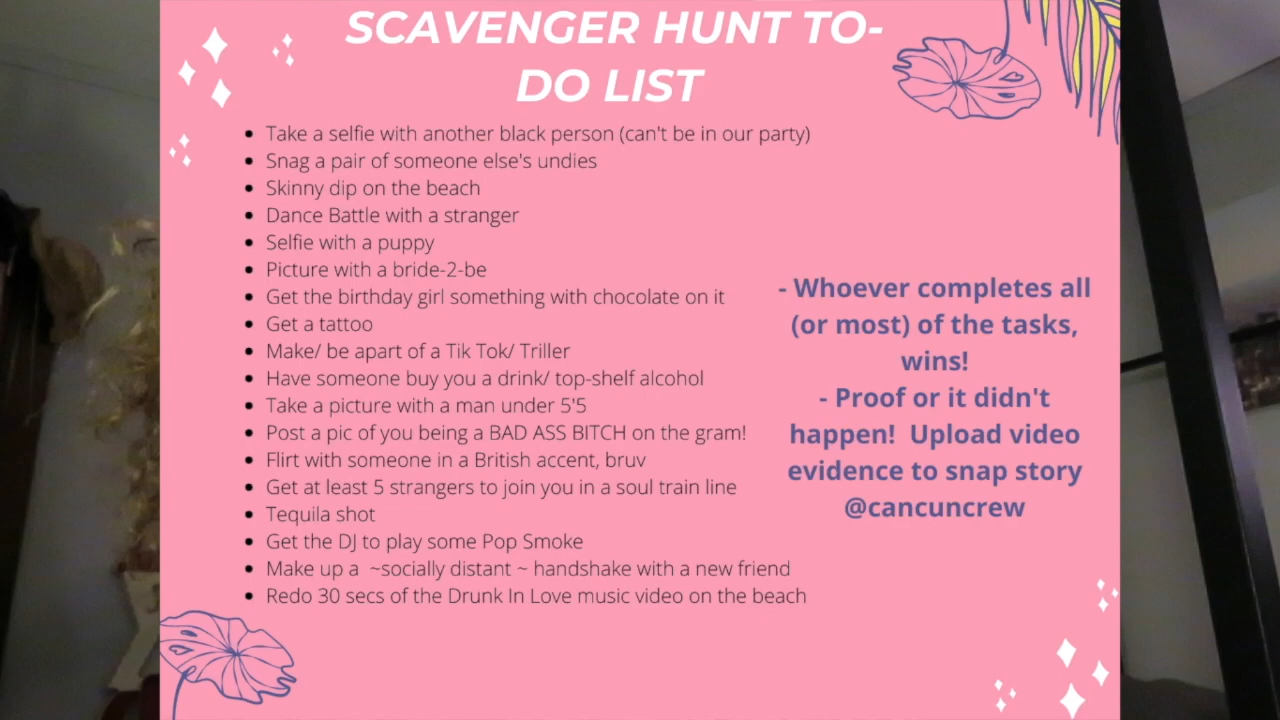 SCAVENGER HUNT TO-
DO LIST
• Take a selfie with another black person (can't be in our party)
• Snag a pair of someone else's undies
• Skinny dip on the beach
• Dance Battle with a stranger
• Selfie with a puppy
• Picture with a bride-2-be
• Get the birthday girl something with chocolate on it
• Get a tattoo
• Make/ be apart of a Tik Tok/ Triller
• Have someone buy you a drink/ top-shelf alcohol
• Take a picture with a man under 5'5
• Post a pic of you being a BAD ASS BITCH on the gram!
• Flirt with someone in a British accent, bruv
• Get at least 5 strangers to join you in a soul train line
• Tequila shot
• Get the DJ to play some Pop Smoke
• Make up a ~socially distant ~ handshake with a new friend
• Redo 30 secs of the Drunk In Love music video on the beach
- Whoever completes all
(or most) of the tasks,
wins!
- Proof or it didn't
happen! Upload video
evidence to snap story
@cancuncrew